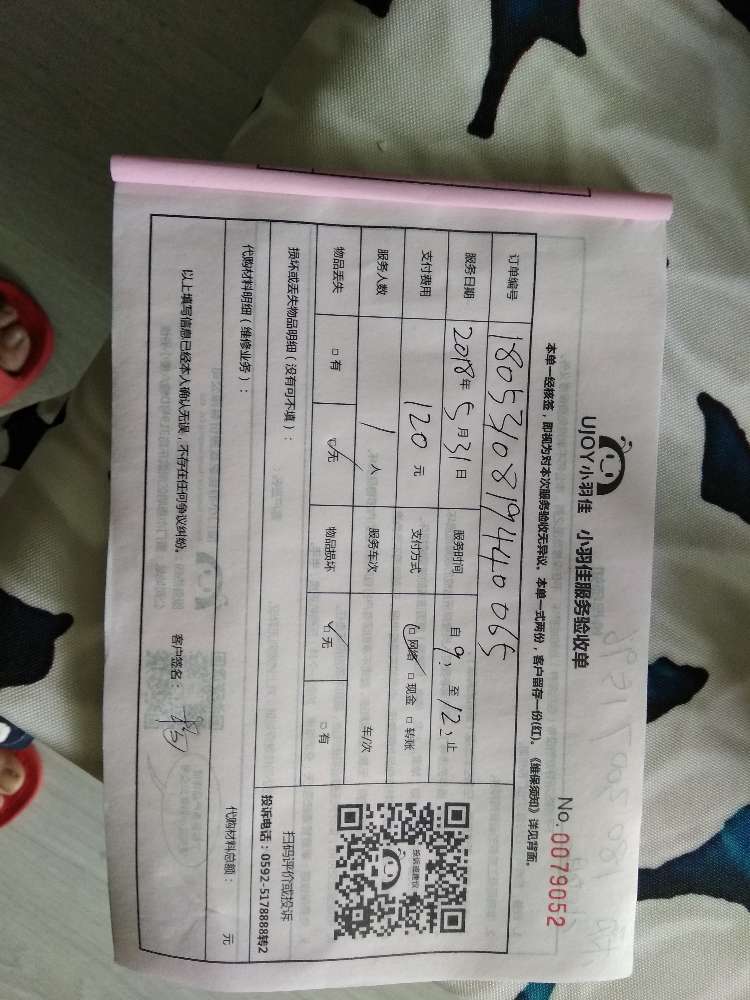 UJOY小羽佳 小羽佳服务验收单
No.0079052
本单一经核签，即视为对本次服务验收无异议。本单一式两份，客户留存一份(红)。《维保须知》详见背面。
订单编号 1805310819440065
服务日期 2018年5月31日 服务时间 自9:至12:止
支付费用 120元 支付方式 ☑网络 □现金 □转账
服务人数 1人 服务车次 车/次
物品丢失 □有 ☑无 物品损坏 ☑无 □有
损坏或丢失物品明细（没有可不填）：
扫码评价或投诉
投诉电话：0592-5178888转2
代购材料明细（维修业务）：
代购材料总额： 元
以上填写信息已经本人确认无误，不存在任何争议纠纷。 客户签名：